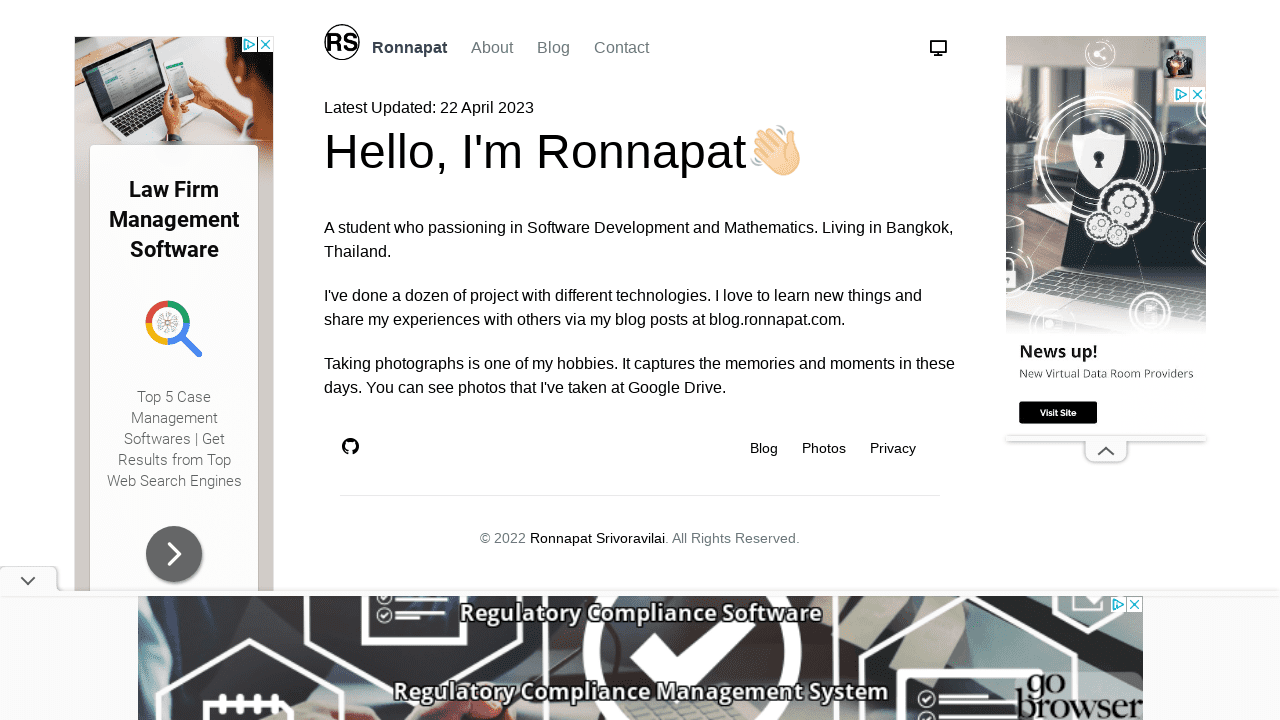 RS
Ronnapat About Blog Contact
Latest Updated: 22 April 2023
Hello, I'm Ronnapat
A student who passioning in Software Development and Mathematics. Living in Bangkok,
Thailand.
I've done a dozen of project with different technologies. I love to learn new things and
share my experiences with others via my blog posts at blog.ronnapat.com.
Taking photographs is one of my hobbies. It captures the memories and moments in these
days. You can see photos that I've taken at Google Drive.
Blog Photos Privacy
© 2022 Ronnapat Srivoravilai. All Rights Reserved.
Law Firm
Management
Software
Top 5 Case
Management
Softwares | Get
Results from Top
Web Search Engines
News up!
New Virtual Data Room Providers
Visit Site
Regulatory Compliance Software
Regulatory Compliance Management System
go
browser